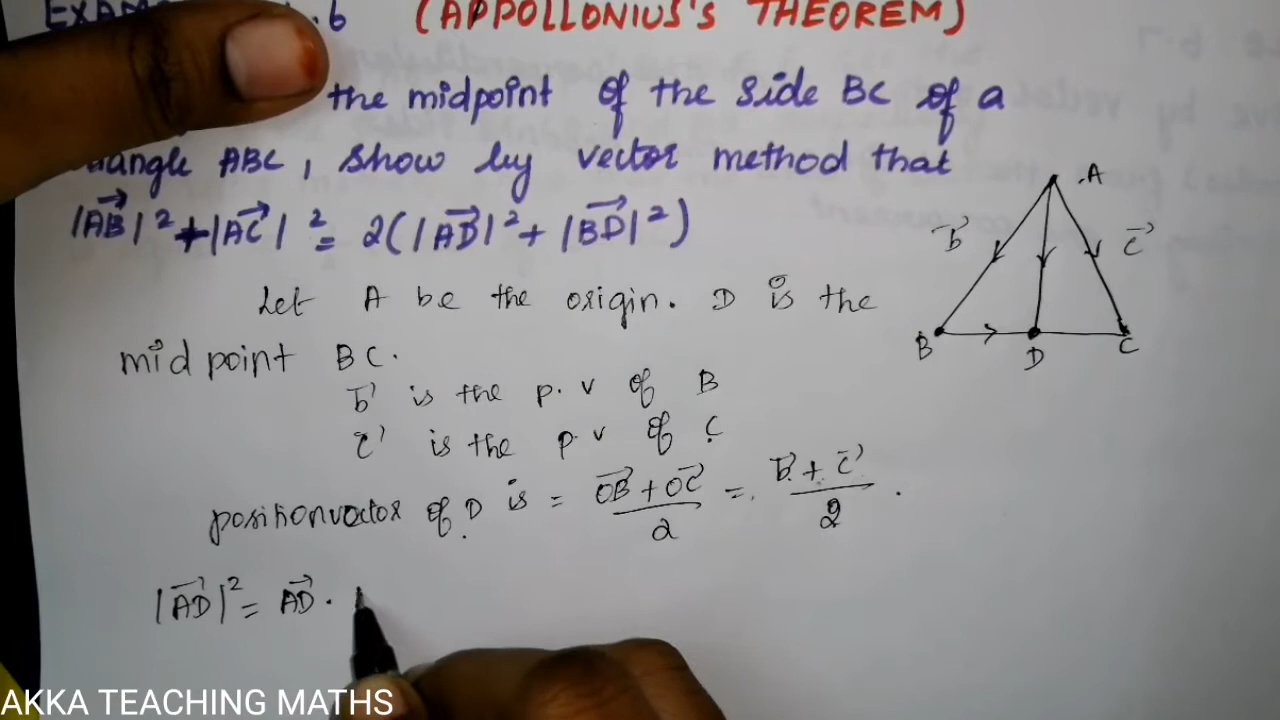 .6 (APPOLLONIUS's THEOREM)
the midpoint of the side BC of a
ABC, show by vector method that
|AB⃗|² + |AC⃗|² = 2(|AD⃗|² + |BD⃗|²)
A
b⃗ c⃗
B D C
Let A be the origin. D is the
midpoint BC.
b⃗ is the p.v of B
c⃗ is the p.v of C
position vector of D is = (OB⃗ + OC⃗)/2 = (b⃗ + c⃗)/2 .
|AD⃗|² = AD⃗ .
AKKA TEACHING MATHS